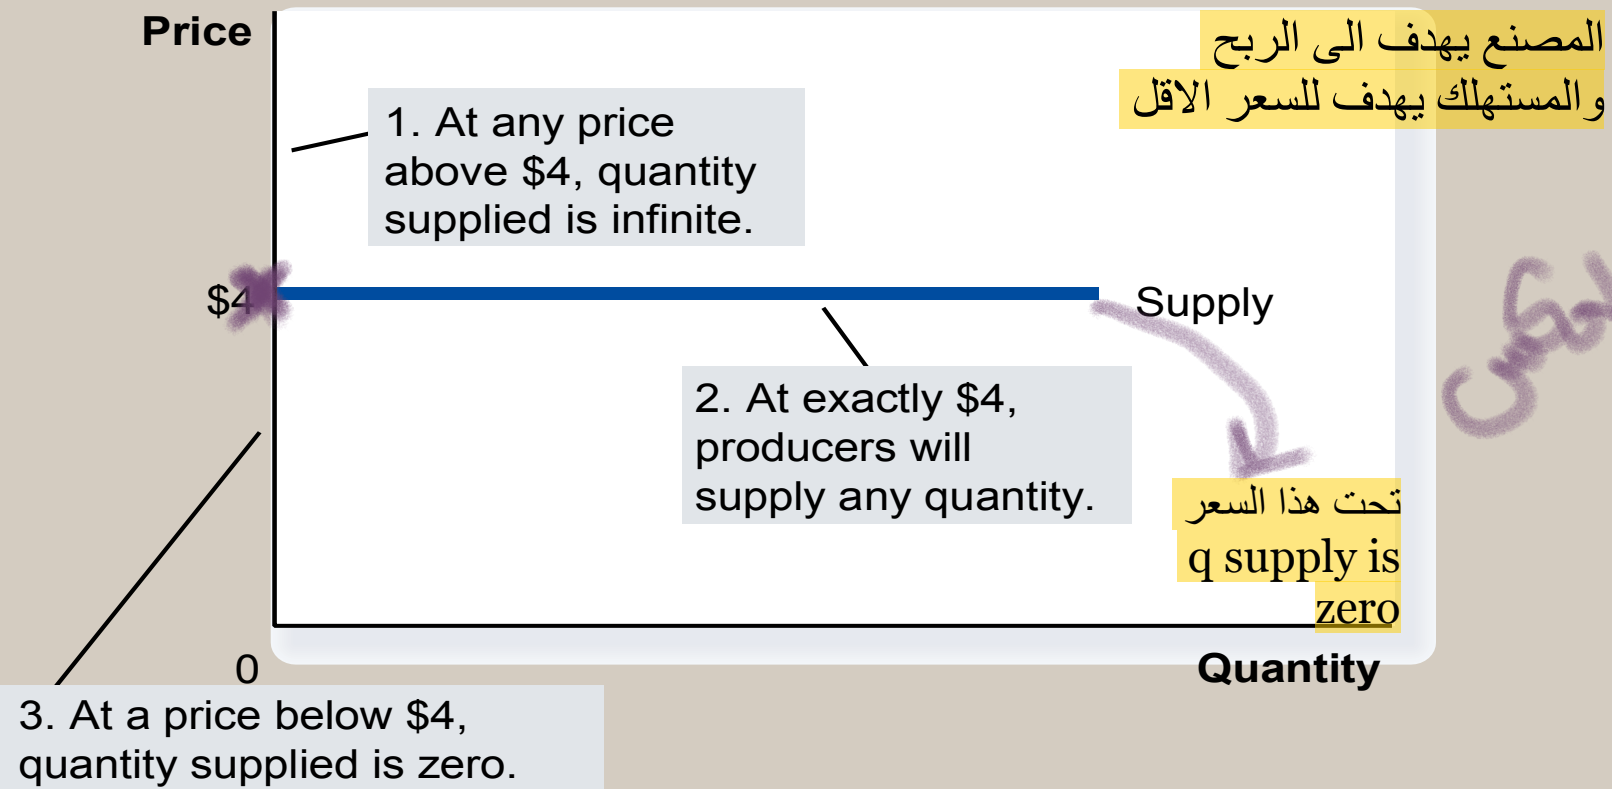 Price
المصنع يهدف الى الربح
والمستهلك يهدف للسعر الاقل
1. At any price
above $4, quantity
supplied is infinite.
$4
Supply
2. At exactly $4,
producers will
supply any quantity.
تحت هذا السعر
q supply is
zero
0
Quantity
3. At a price below $4,
quantity supplied is zero.